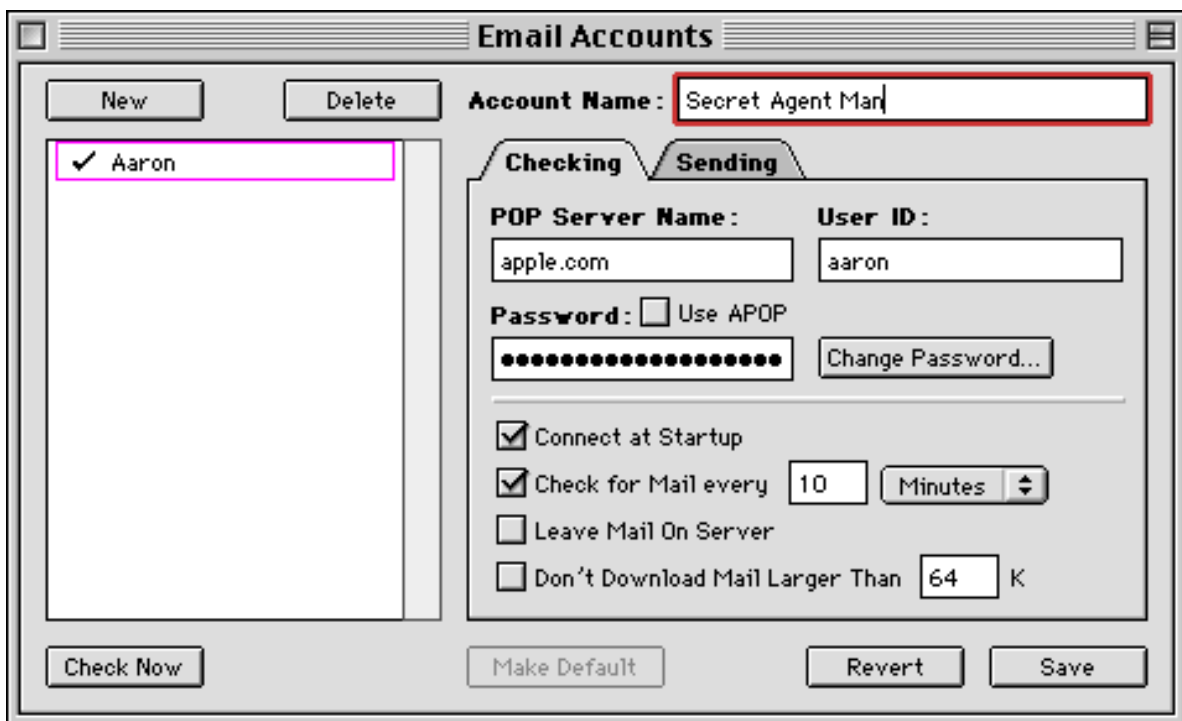 Email Accounts
New Delete Account Name: Secret Agent Man
✓ Aaron
Checking Sending
POP Server Name: User ID:
apple.com aaron
Password: Use APOP
●●●●●●●●●●●●●●●●●●● Change Password...
Connect at Startup
Check for Mail every 10 Minutes
Leave Mail On Server
Don't Download Mail Larger Than 64 K
Check Now Make Default Revert Save